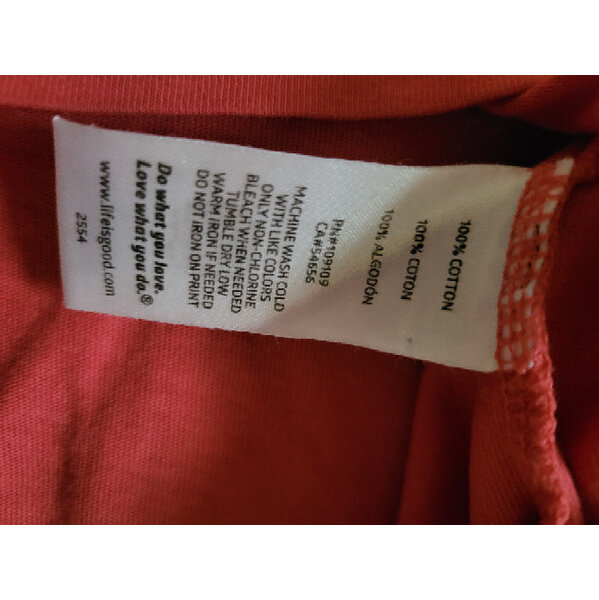 100% COTTON
100% COTON
100% ALGODÓN
RN#109109
CA#54656
MACHINE WASH COLD
WITH LIKE COLORS
ONLY NON-CHLORINE
BLEACH WHEN NEEDED
TUMBLE DRY LOW
WARM IRON IF NEEDED
DO NOT IRON ON PRINT
Do what you love.
Love what you do.®
www.lifeisgood.com
2554